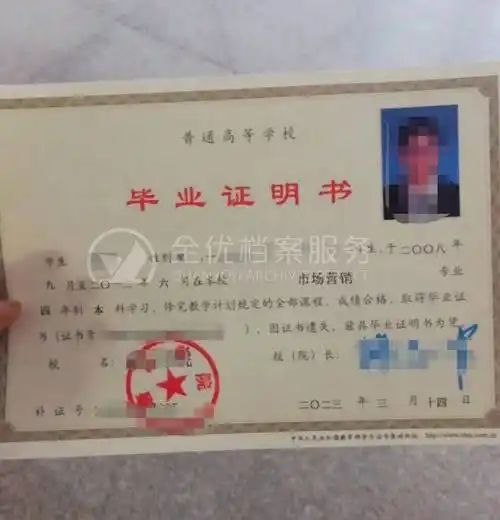 普通高等学校
毕业证明书
学生 性别 生,于二〇〇八年
九月至二〇一二年六月在本校 市场营销 专业
四年制本科学习,修完教学计划规定的全部课程,成绩合格,取得毕业证
书(证书号 ),因证书遗失,兹具毕业证明书为凭
校 名: 校(院)长:
补证号: 二〇二三年三月十四日
全优档案服务